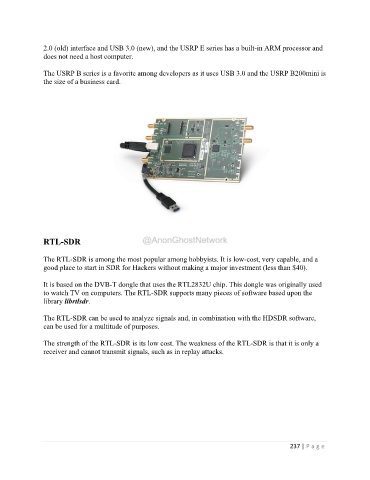 2.0 (old) interface and USB 3.0 (new), and the USRP E series has a built-in ARM processor and
does not need a host computer.
The USRP B series is a favorite among developers as it uses USB 3.0 and the USRP B200mini is
the size of a business card.
@AnonGhostNetwork
RTL-SDR
The RTL-SDR is among the most popular among hobbyists. It is low-cost, very capable, and a
good place to start in SDR for Hackers without making a major investment (less than $40).
It is based on the DVB-T dongle that uses the RTL2832U chip. This dongle was originally used
to watch TV on computers. The RTL-SDR supports many pieces of software based upon the
library librtlsdr.
The RTL-SDR can be used to analyze signals and, in combination with the HDSDR software,
can be used for a multitude of purposes.
The strength of the RTL-SDR is its low cost. The weakness of the RTL-SDR is that it is only a
receiver and cannot transmit signals, such as in replay attacks.
237 | P a g e